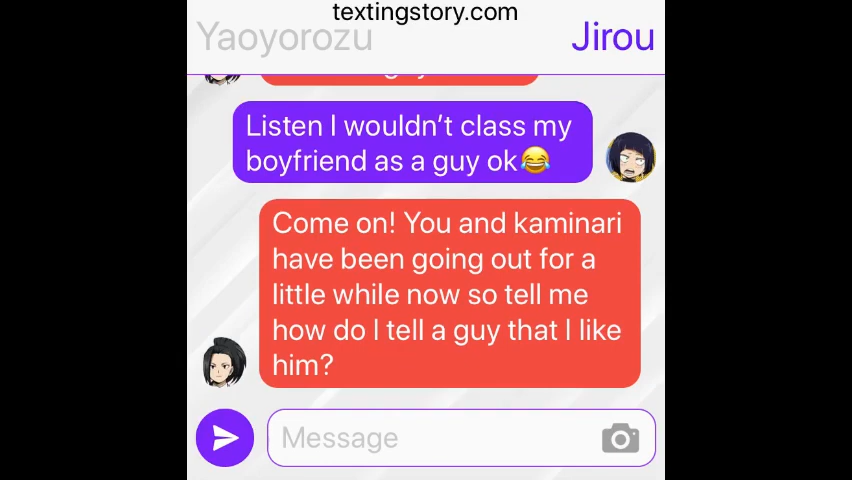 textingstory.com
Yaoyorozu
Jirou
Listen I wouldn’t class my
boyfriend as a guy ok😂
Come on! You and kaminari
have been going out for a
little while now so tell me
how do I tell a guy that I like
him?
Message